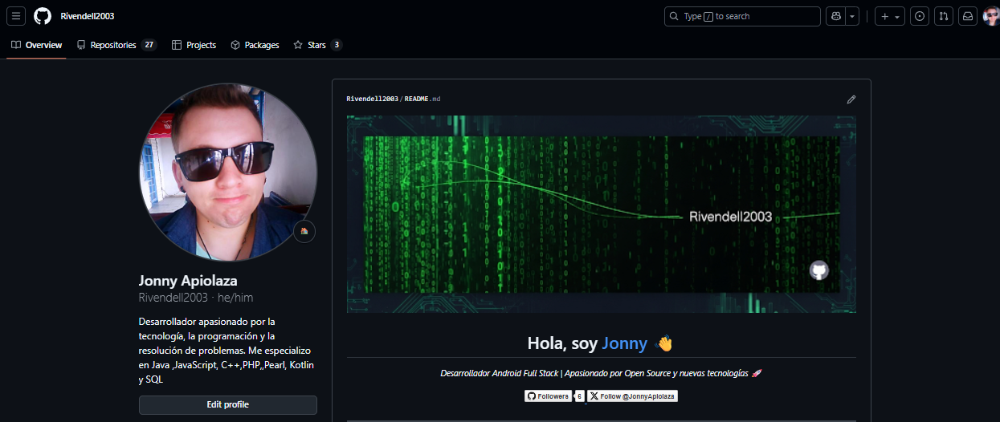 Rivendell2003
Type / to search
Overview
Repositories 27
Projects
Packages
Stars 3
Rivendell2003/README.md
Rivendell2003
Jonny Apiolaza
Rivendell2003 · he/him
Desarrollador apasionado por la
tecnología, la programación y la
resolución de problemas. Me especializo
en Java ,JavaScript, C++,PHP,,Pearl, Kotlin
y SQL
Edit profile
Hola, soy Jonny 👋
Desarrollador Android Full Stack | Apasionado por Open Source y nuevas tecnologías 🚀
Followers 6
Follow @JonnyApiolaza